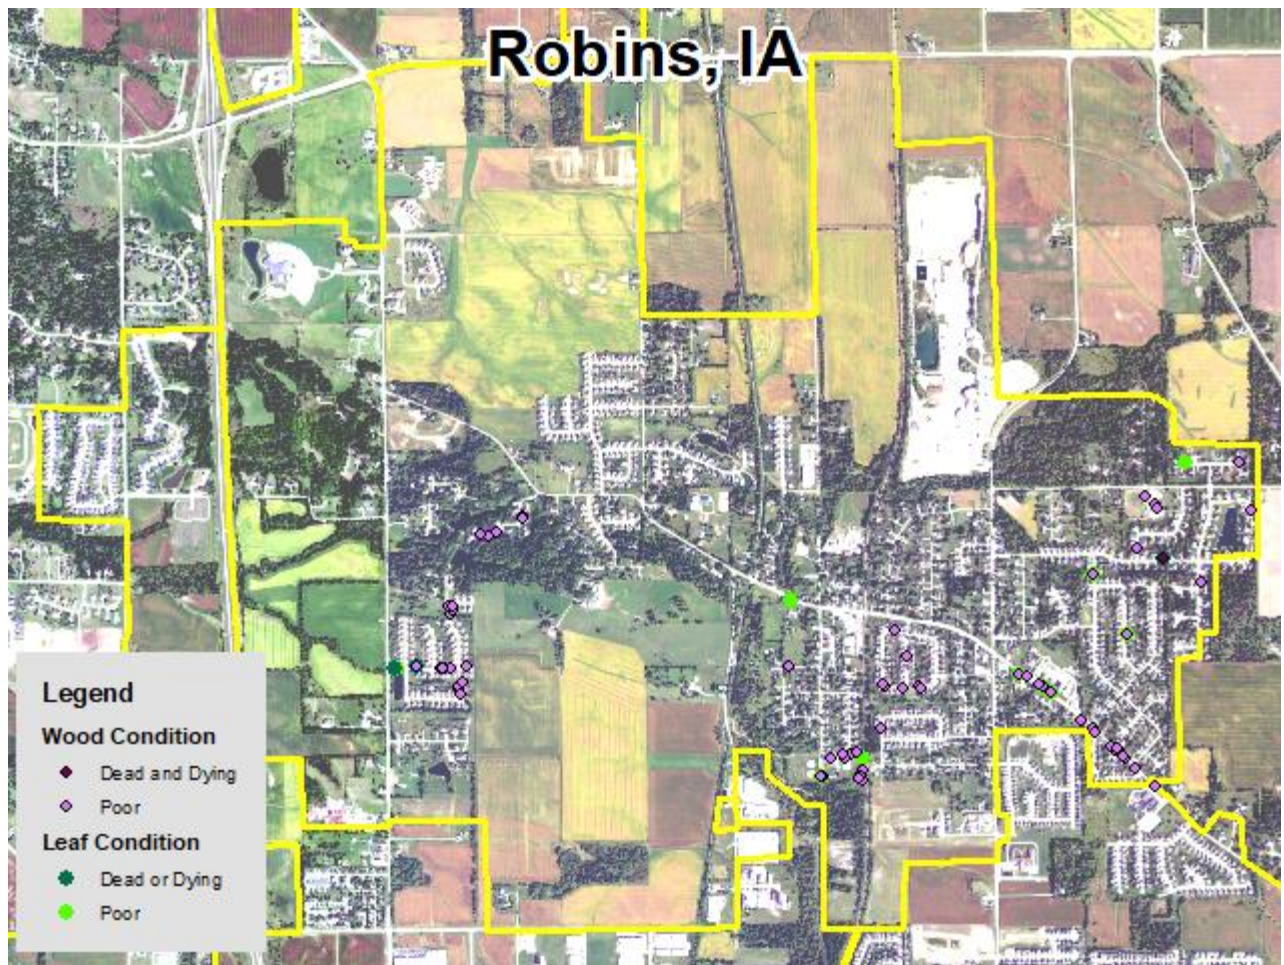 Robins, IA
Legend
Wood Condition
Dead and Dying
Poor
Leaf Condition
Dead or Dying
Poor